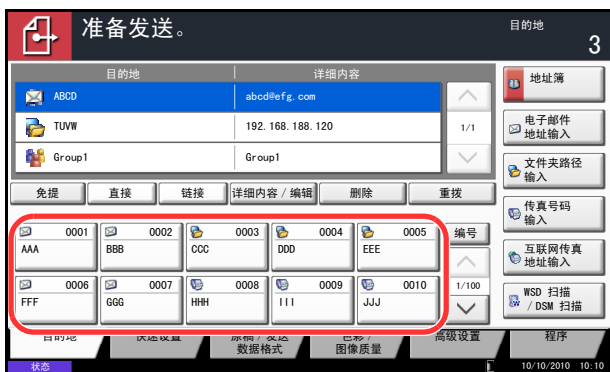 准备发送。
目的地
3
目的地 详细内容
ABCD abcd@efg.com
TUVW 192.168.188.120
1/1
Group1 Group1
免提 直接 链接 详细内容 / 编辑 删除 重拨
0001 0002 0003 0004 0005
AAA BBB CCC DDD EEE
编号
0006 0007 0008 0009 0010
FFF GGG HHH III JJJ
1/100
地址簿
电子邮件
地址输入
文件夹路径
输入
传真号码
输入
互联网传真
地址输入
WSD 扫描
/ DSM 扫描
目的地 快速设置 原稿 / 发送
数据格式
色彩 /
图像质量
高级设置 程序
状态 10/10/2010 10:10